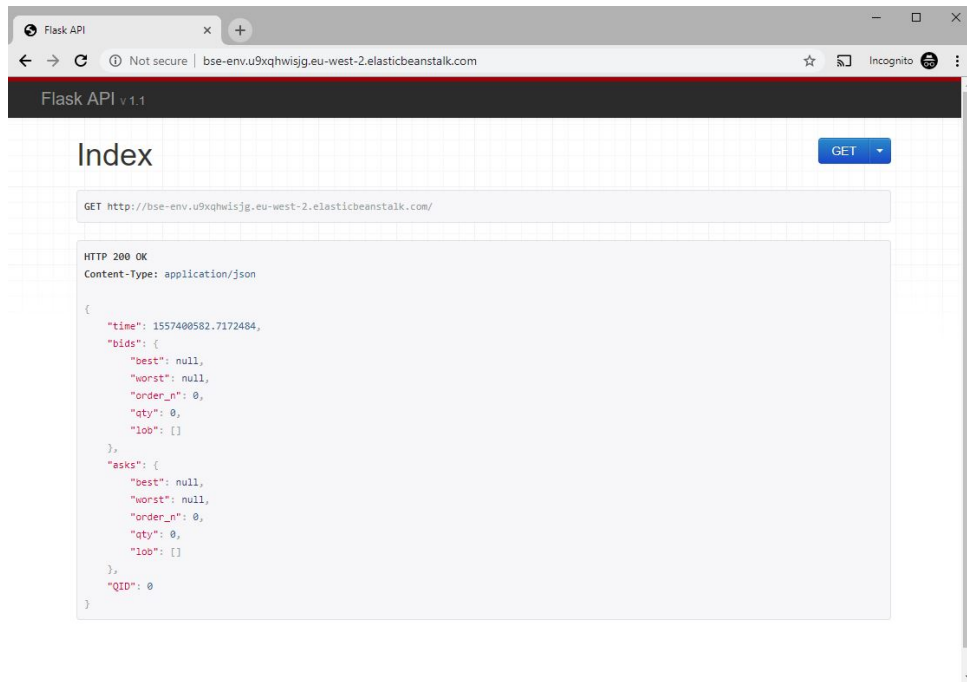 Flask API
Not secure | bse-env.u9xqhwisjg.eu-west-2.elasticbeanstalk.com
Incognito
Flask API v 1.1
Index
GET
GET http://bse-env.u9xqhwisjg.eu-west-2.elasticbeanstalk.com/
HTTP 200 OK
Content-Type: application/json
{
    "time": 1557400582.7172484,
    "bids": {
        "best": null,
        "worst": null,
        "order_n": 0,
        "qty": 0,
        "lob": []
    },
    "asks": {
        "best": null,
        "worst": null,
        "order_n": 0,
        "qty": 0,
        "lob": []
    },
    "QID": 0
}